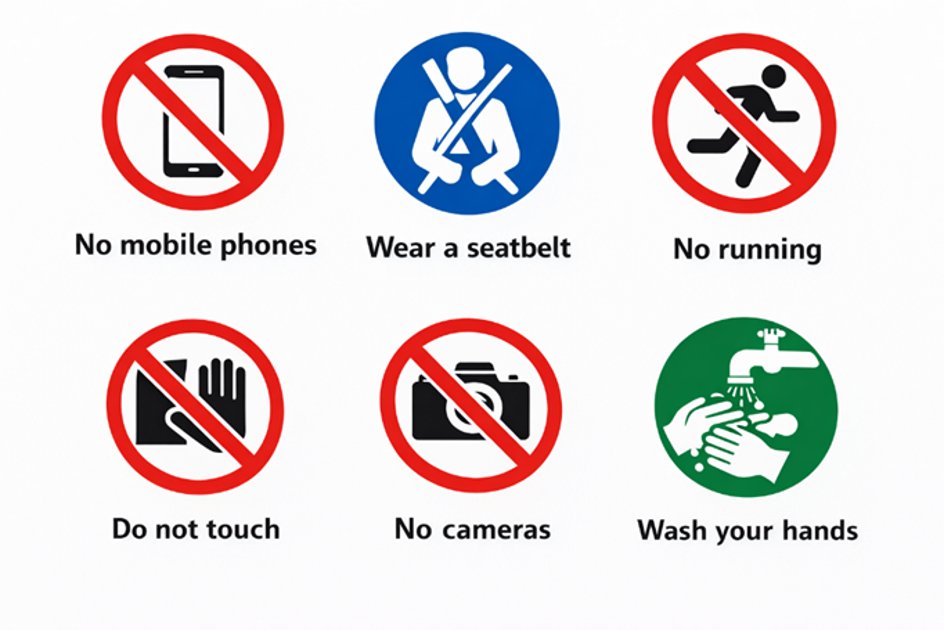 No mobile phones
Wear a seatbelt
No running
Do not touch
No cameras
Wash your hands